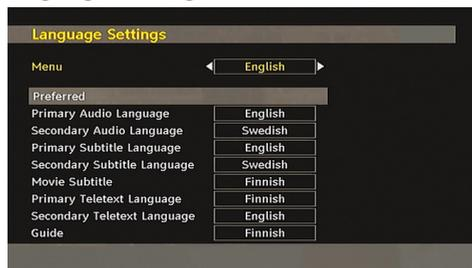 Language Settings
Menu English
Preferred
Primary Audio Language English
Secondary Audio Language Swedish
Primary Subtitle Language English
Secondary Subtitle Language Swedish
Movie Subtitle Finnish
Primary Teletext Language Finnish
Secondary Teletext Language English
Guide Finnish